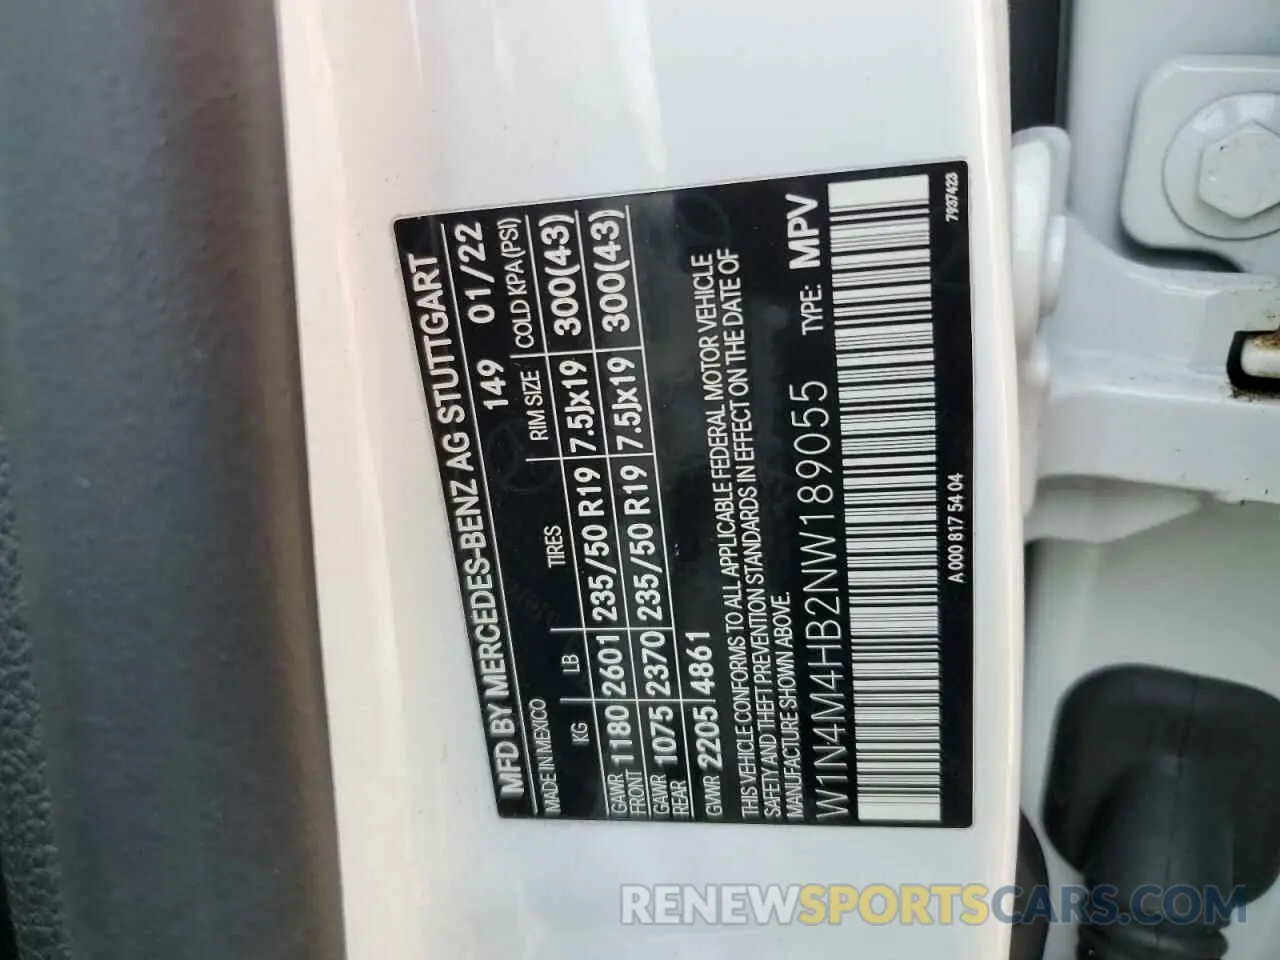 MFD BY MERCEDES-BENZ AG STUTTGART
MADE IN MEXICO 149 01/22
KG LB TIRES RIM SIZE COLD KPA (PSI)
GAWR FRONT 1180 2601 235/50 R19 7.5Jx19 300(43)
GAWR REAR 1075 2370 235/50 R19 7.5Jx19 300(43)
GVWR 2205 4861
THIS VEHICLE CONFORMS TO ALL APPLICABLE FEDERAL MOTOR VEHICLE
SAFETY AND THEFT PREVENTION STANDARDS IN EFFECT ON THE DATE OF
MANUFACTURE SHOWN ABOVE.
W1N4M4HB2NW189055 TYPE: MPV
A 000 817 54 04 7937423
RENEWSPORTSCARS.COM